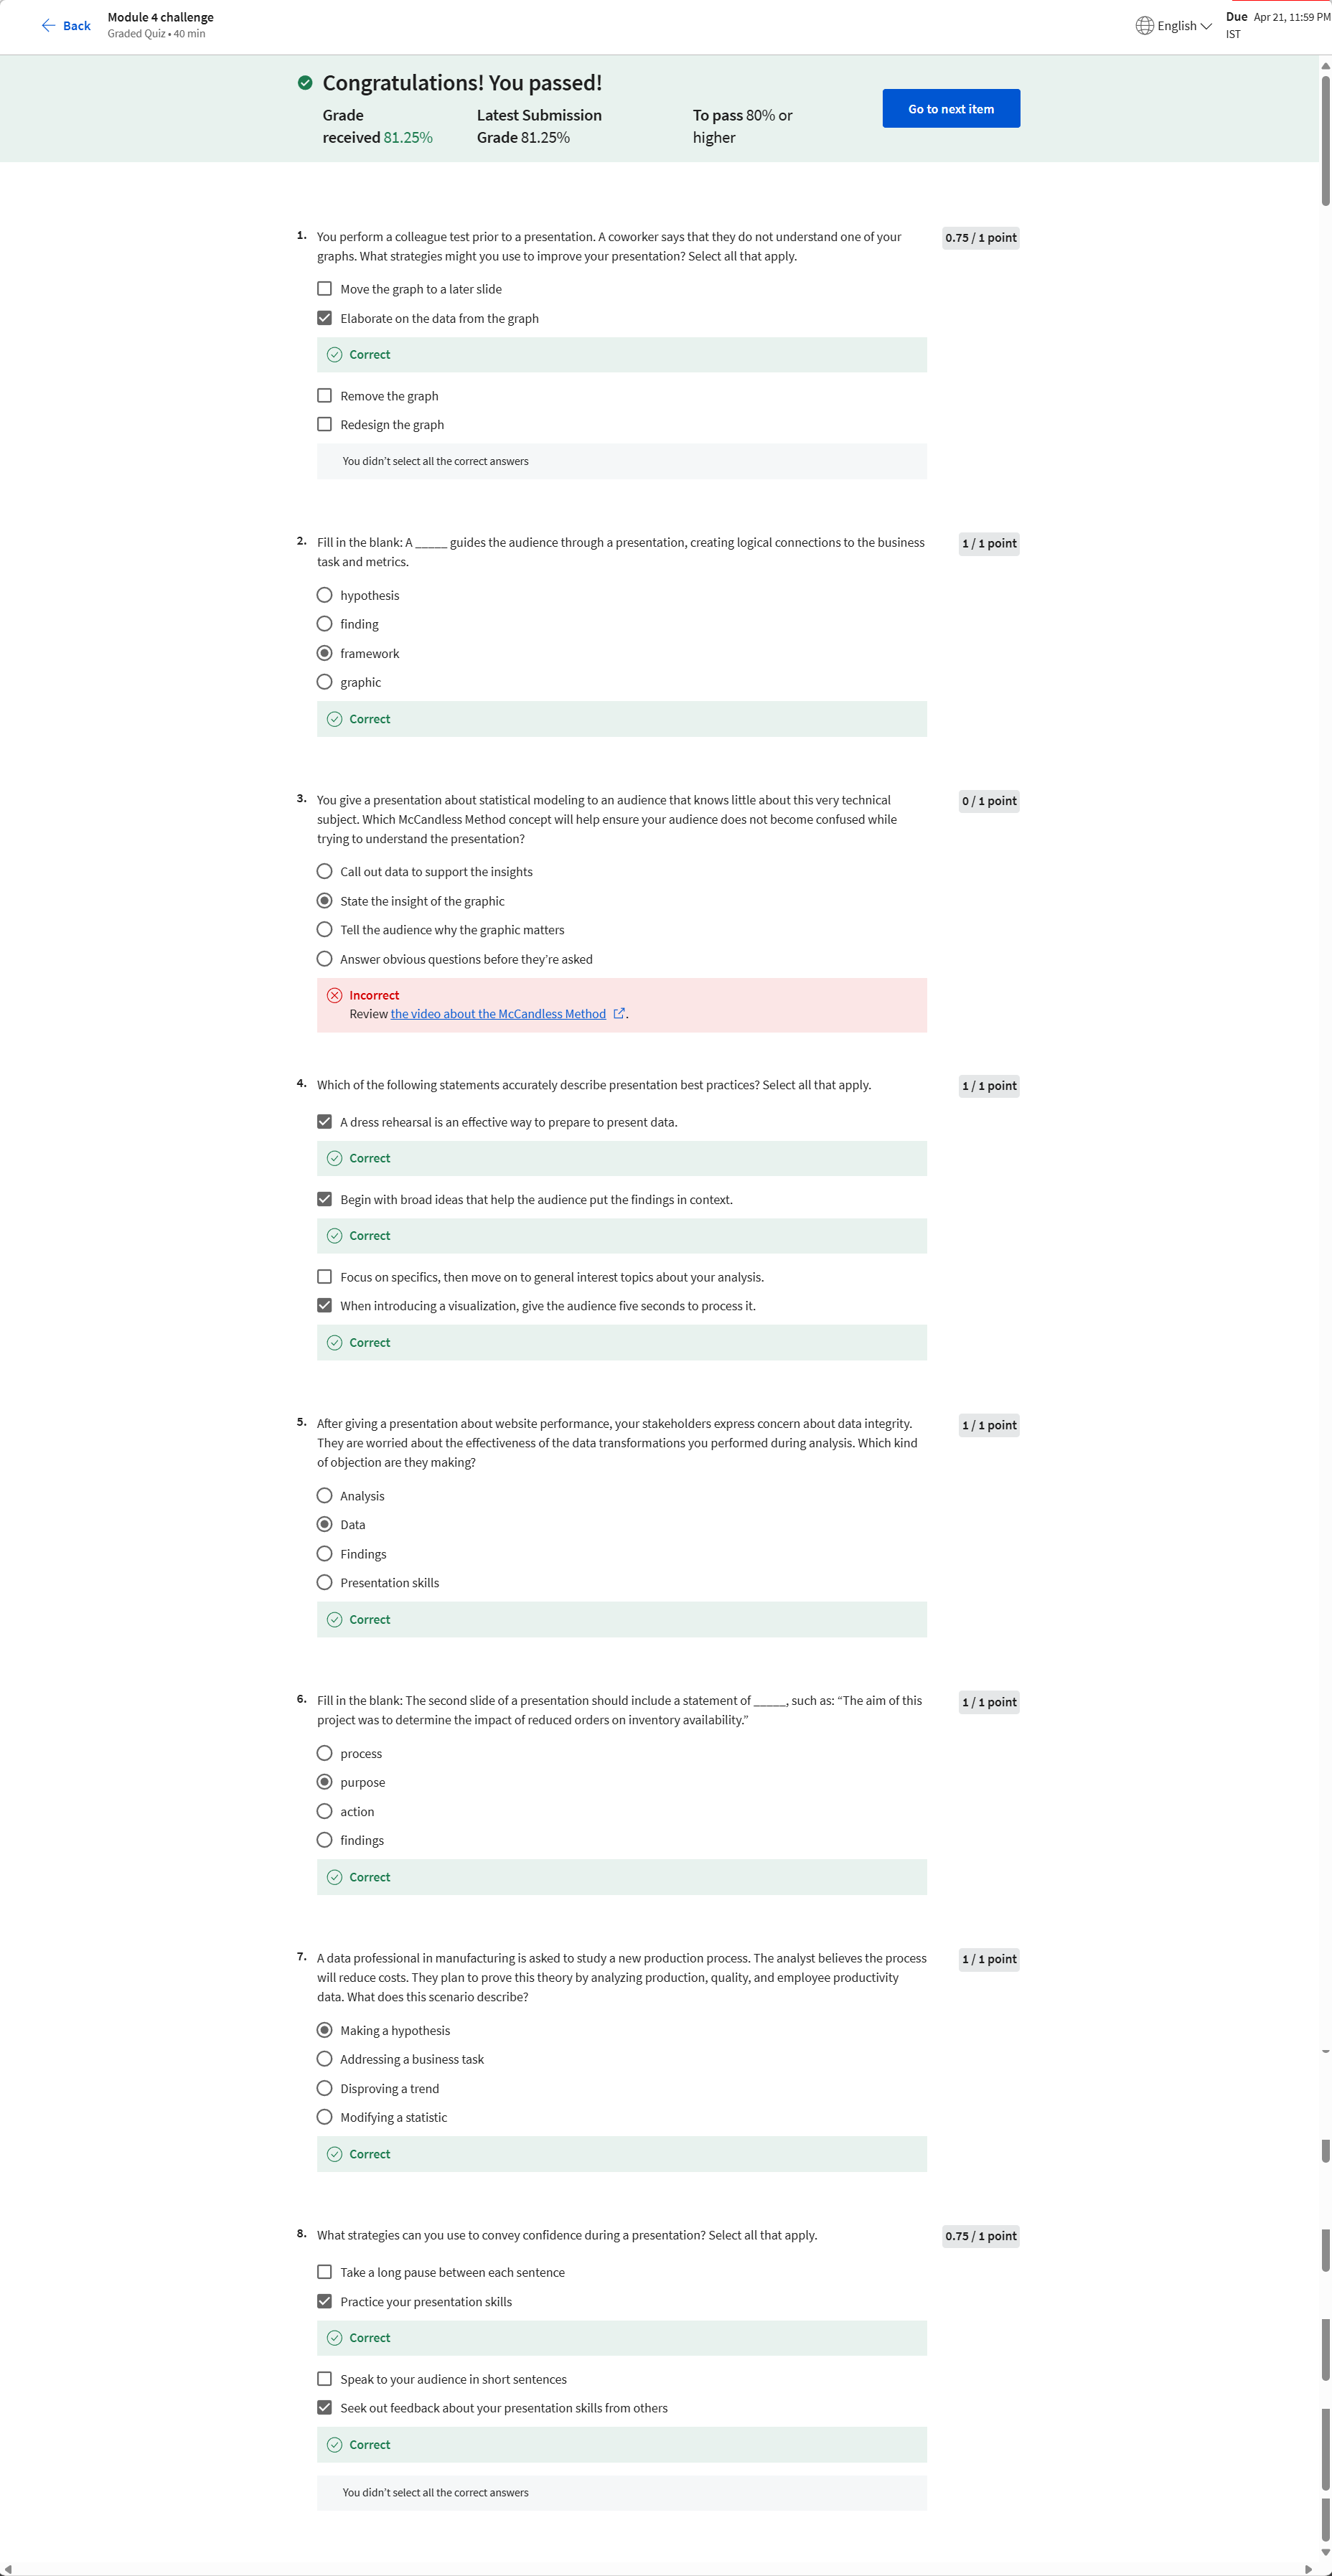 Back
Module 4 challenge
Graded Quiz • 40 min
English
Due Apr 21, 11:59 PM
IST
Congratulations! You passed!
Grade
received 81.25%
Latest Submission
Grade 81.25%
To pass 80% or
higher
Go to next item
1. You perform a colleague test prior to a presentation. A coworker says that they do not understand one of your
graphs. What strategies might you use to improve your presentation? Select all that apply.
0.75 / 1 point
Move the graph to a later slide
Elaborate on the data from the graph
Correct
Remove the graph
Redesign the graph
You didn’t select all the correct answers
2. Fill in the blank: A _____ guides the audience through a presentation, creating logical connections to the business
task and metrics.
1 / 1 point
hypothesis
finding
framework
graphic
Correct
3. You give a presentation about statistical modeling to an audience that knows little about this very technical
subject. Which McCandless Method concept will help ensure your audience does not become confused while
trying to understand the presentation?
0 / 1 point
Call out data to support the insights
State the insight of the graphic
Tell the audience why the graphic matters
Answer obvious questions before they’re asked
Incorrect
Review the video about the McCandless Method .
4. Which of the following statements accurately describe presentation best practices? Select all that apply.
1 / 1 point
A dress rehearsal is an effective way to prepare to present data.
Correct
Begin with broad ideas that help the audience put the findings in context.
Correct
Focus on specifics, then move on to general interest topics about your analysis.
When introducing a visualization, give the audience five seconds to process it.
Correct
5. After giving a presentation about website performance, your stakeholders express concern about data integrity.
They are worried about the effectiveness of the data transformations you performed during analysis. Which kind
of objection are they making?
1 / 1 point
Analysis
Data
Findings
Presentation skills
Correct
6. Fill in the blank: The second slide of a presentation should include a statement of _____, such as: “The aim of this
project was to determine the impact of reduced orders on inventory availability.”
1 / 1 point
process
purpose
action
findings
Correct
7. A data professional in manufacturing is asked to study a new production process. The analyst believes the process
will reduce costs. They plan to prove this theory by analyzing production, quality, and employee productivity
data. What does this scenario describe?
1 / 1 point
Making a hypothesis
Addressing a business task
Disproving a trend
Modifying a statistic
Correct
8. What strategies can you use to convey confidence during a presentation? Select all that apply.
0.75 / 1 point
Take a long pause between each sentence
Practice your presentation skills
Correct
Speak to your audience in short sentences
Seek out feedback about your presentation skills from others
Correct
You didn’t select all the correct answers